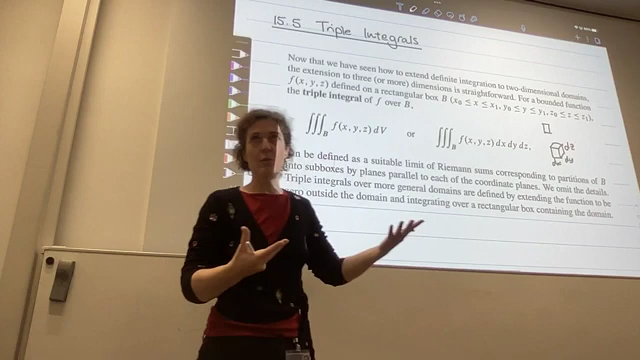 15.5 Triple Integrals
Now that we have seen how to extend definite integration to two-dimensional domains,
the extension to three (or more) dimensions is straightforward. For a bounded function
f(x, y, z) defined on a rectangular box B (x₀ ≤ x ≤ x₁, y₀ ≤ y ≤ y₁, z₀ ≤ z ≤ z₁),
the triple integral of f over B,
∭_B f(x, y, z) dV or ∭_B f(x, y, z) dx dy dz,
dz
dx dy
can be defined as a suitable limit of Riemann sums corresponding to partitions of B
into subboxes by planes parallel to each of the coordinate planes. We omit the details.
Triple integrals over more general domains are defined by extending the function to be
zero outside the domain and integrating over a rectangular box containing the domain.